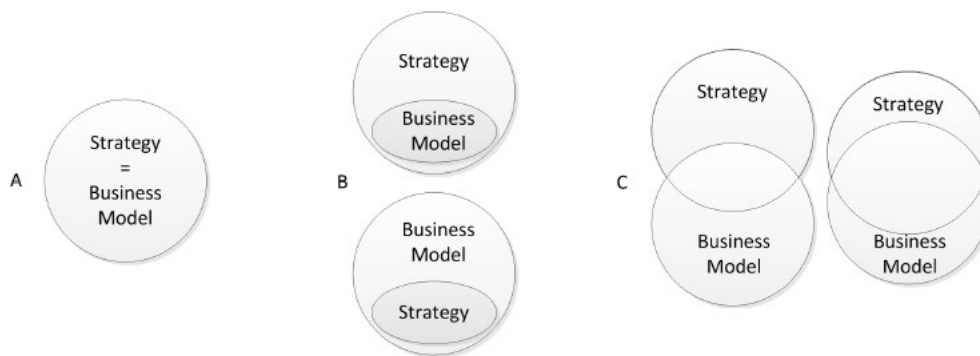 A
Strategy
=
Business
Model
B
Strategy
Business
Model
Business
Model
Strategy
C
Strategy
Business
Model
Strategy
Business
Model